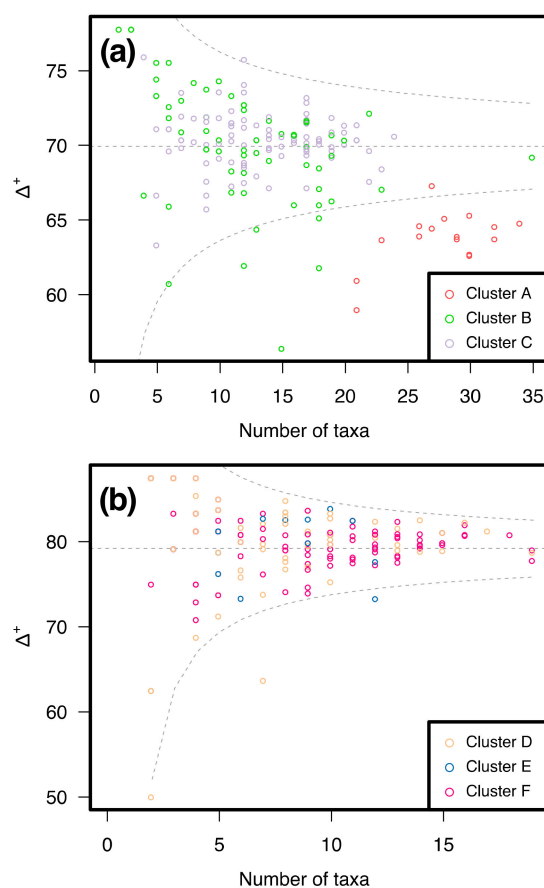 (a)
75
70
65
60
Δ+
Cluster A
Cluster B
Cluster C
0 5 10 15 20 25 30 35
Number of taxa
(b)
80
70
60
50
Δ+
Cluster D
Cluster E
Cluster F
0 5 10 15
Number of taxa